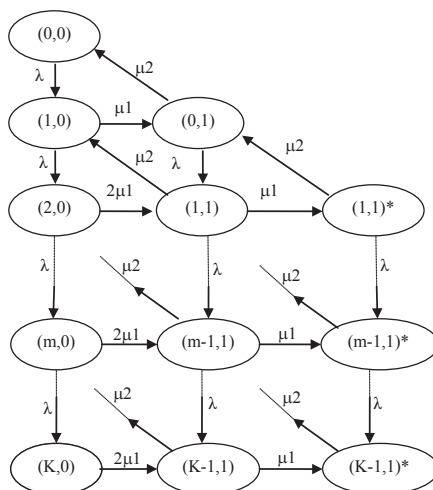 (0,0)
λ
μ2
(1,0)
μ1
(0,1)
λ
μ2
λ
μ2
(2,0)
2μ1
(1,1)
μ1
(1,1)*
λ
μ2
λ
μ2
λ
(m,0)
2μ1
(m-1,1)
μ1
(m-1,1)*
λ
μ2
λ
μ2
λ
(K,0)
2μ1
(K-1,1)
μ1
(K-1,1)*